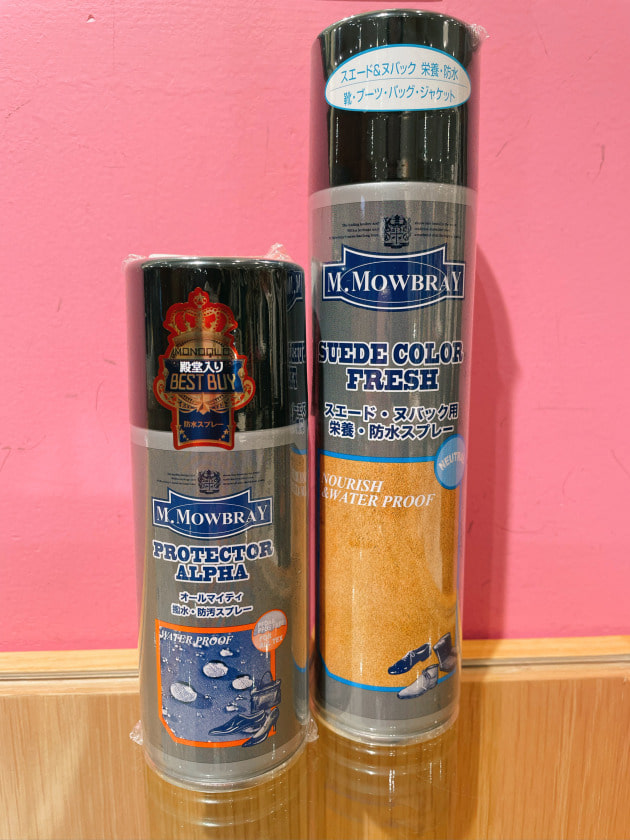 MONOQLO
殿堂入り
BEST BUY
防水スプレー
M. MOWBRAY
PROTECTOR
ALPHA
オールマイティ
撥水・防汚スプレー
WATER PROOF
スエード&ヌバック 栄養・防水
靴・ブーツ・バッグ・ジャケット
M. MOWBRAY
SUEDE COLOR
FRESH
スエード・ヌバック用
栄養・防水スプレー
NOURISH
&WATER PROOF